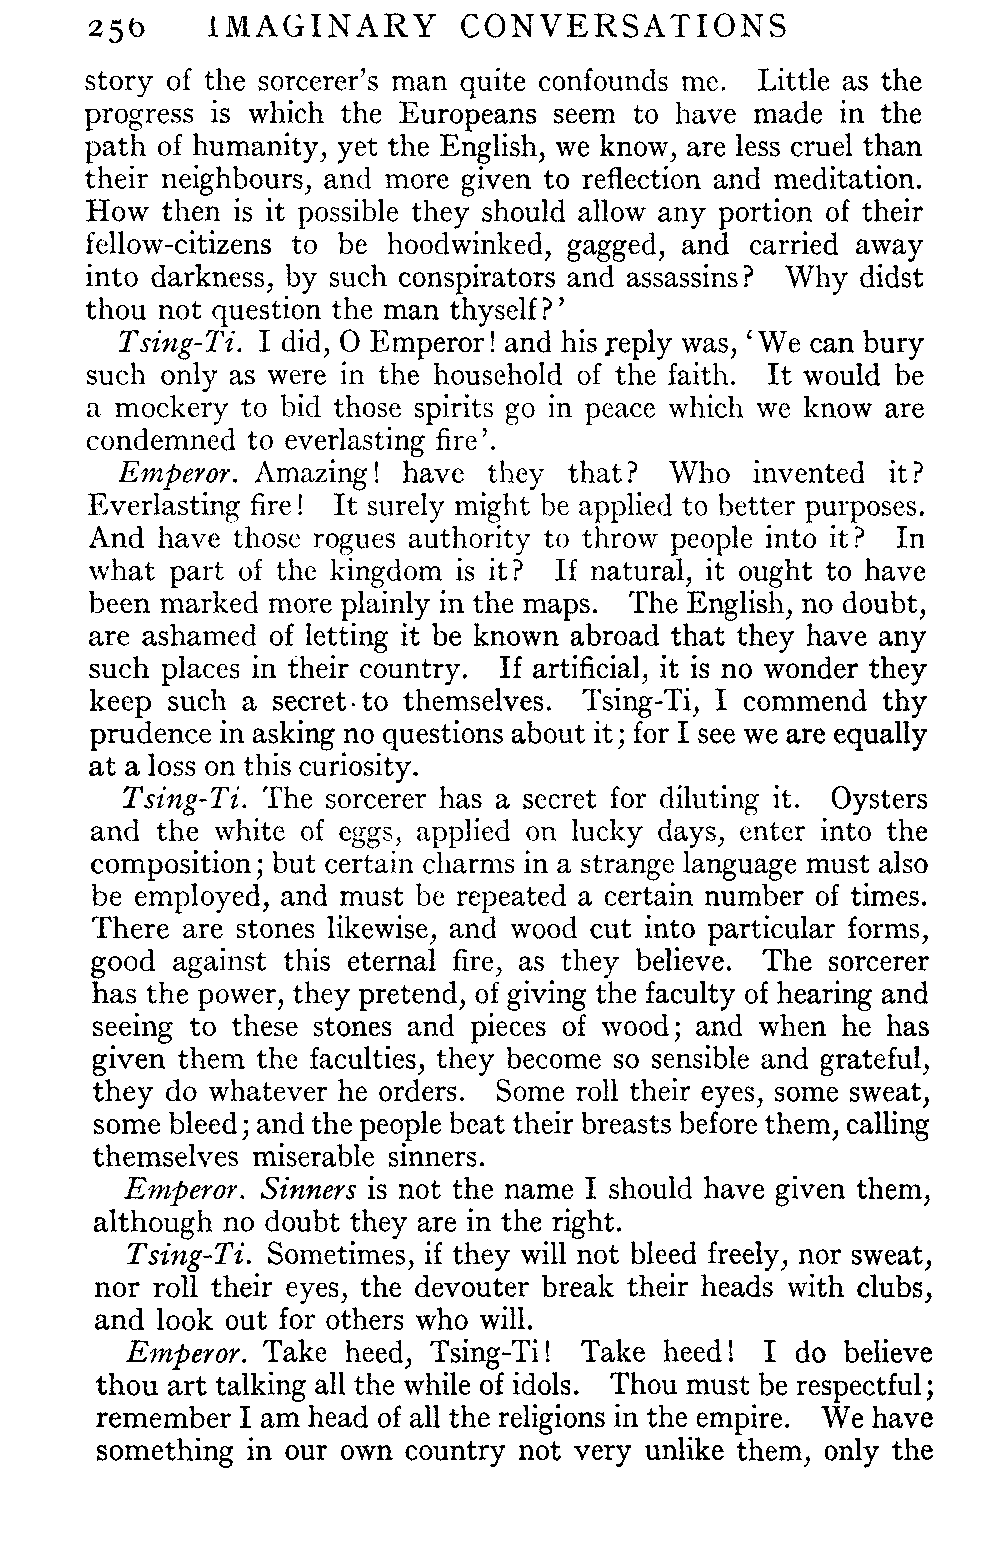 256 IMAGINARY CONVERSATIONS
story of the sorcerer's man quite confounds me. Little as the
progress is which the Europeans seem to have made in the
path of humanity, yet the English, we know, are less cruel than
their neighbours, and more given to reflection and meditation.
How then is it possible they should allow any portion of their
fellow-citizens to be hoodwinked, gagged, and carried away
into darkness, by such conspirators and assassins? Why didst
thou not question the man thyself?'
Tsing-Ti. I did, O Emperor! and his reply was, 'We can bury
such only as were in the household of the faith. It would be
a mockery to bid those spirits go in peace which we know are
condemned to everlasting fire'.
Emperor. Amazing! have they that? Who invented it?
Everlasting fire! It surely might be applied to better purposes.
And have those rogues authority to throw people into it? In
what part of the kingdom is it? If natural, it ought to have
been marked more plainly in the maps. The English, no doubt,
are ashamed of letting it be known abroad that they have any
such places in their country. If artificial, it is no wonder they
keep such a secret to themselves. Tsing-Ti, I commend thy
prudence in asking no questions about it; for I see we are equally
at a loss on this curiosity.
Tsing-Ti. The sorcerer has a secret for diluting it. Oysters
and the white of eggs, applied on lucky days, enter into the
composition; but certain charms in a strange language must also
be employed, and must be repeated a certain number of times.
There are stones likewise, and wood cut into particular forms,
good against this eternal fire, as they believe. The sorcerer
has the power, they pretend, of giving the faculty of hearing and
seeing to these stones and pieces of wood; and when he has
given them the faculties, they become so sensible and grateful,
they do whatever he orders. Some roll their eyes, some sweat,
some bleed; and the people beat their breasts before them, calling
themselves miserable sinners.
Emperor. Sinners is not the name I should have given them,
although no doubt they are in the right.
Tsing-Ti. Sometimes, if they will not bleed freely, nor sweat,
nor roll their eyes, the devouter break their heads with clubs,
and look out for others who will.
Emperor. Take heed, Tsing-Ti! Take heed! I do believe
thou art talking all the while of idols. Thou must be respectful;
remember I am head of all the religions in the empire. We have
something in our own country not very unlike them, only the